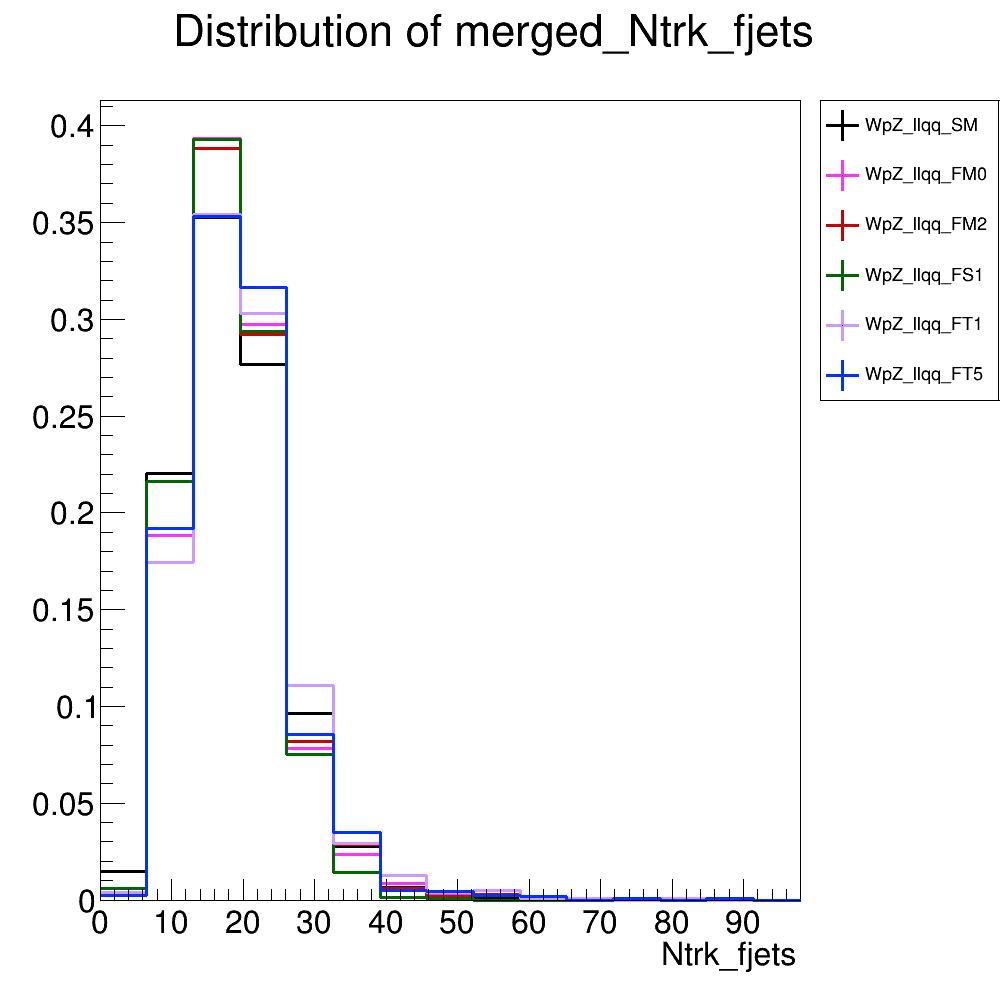 Distribution of merged_Ntrk_fjets
WpZ_llqq_SM
WpZ_llqq_FM0
WpZ_llqq_FM2
WpZ_llqq_FS1
WpZ_llqq_FT1
WpZ_llqq_FT5
0.4
0.35
0.3
0.25
0.2
0.15
0.1
0.05
0
0 10 20 30 40 50 60 70 80 90
Ntrk_fjets